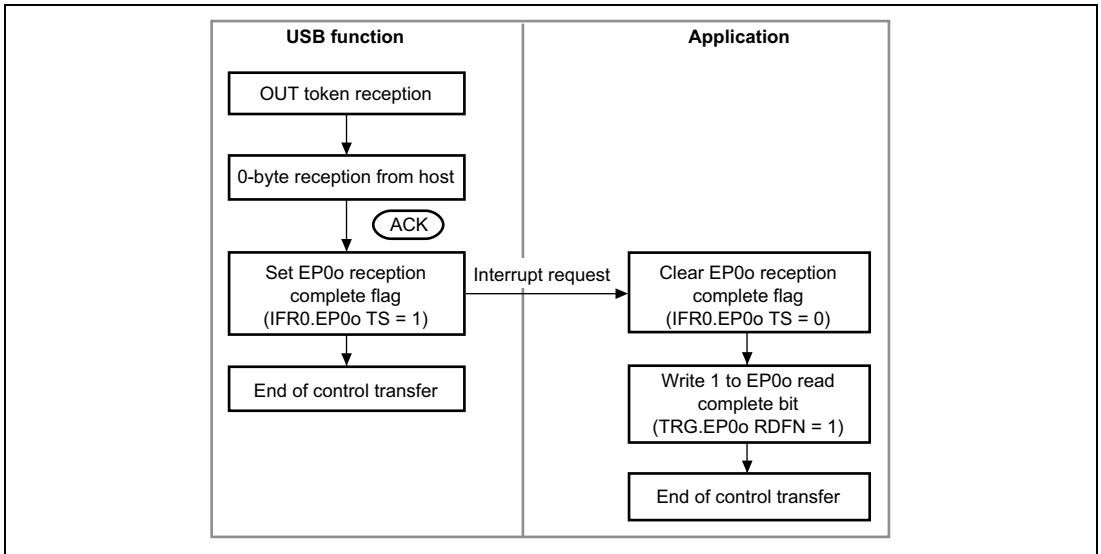 USB function
Application
OUT token reception
0-byte reception from host
ACK
Set EP0o reception
complete flag
(IFR0.EP0o TS = 1)
Interrupt request
Clear EP0o reception
complete flag
(IFR0.EP0o TS = 0)
End of control transfer
Write 1 to EP0o read
complete bit
(TRG.EP0o RDFN = 1)
End of control transfer